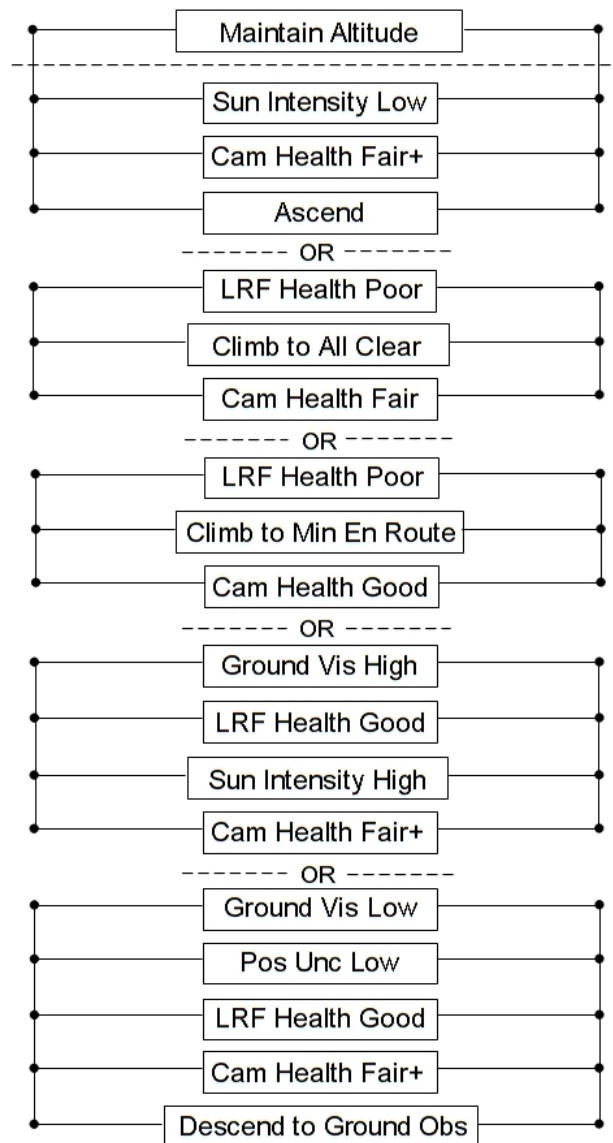 Maintain Altitude
Sun Intensity Low
Cam Health Fair+
Ascend
OR
LRF Health Poor
Climb to All Clear
Cam Health Fair
OR
LRF Health Poor
Climb to Min En Route
Cam Health Good
OR
Ground Vis High
LRF Health Good
Sun Intensity High
Cam Health Fair+
OR
Ground Vis Low
Pos Unc Low
LRF Health Good
Cam Health Fair+
Descend to Ground Obs